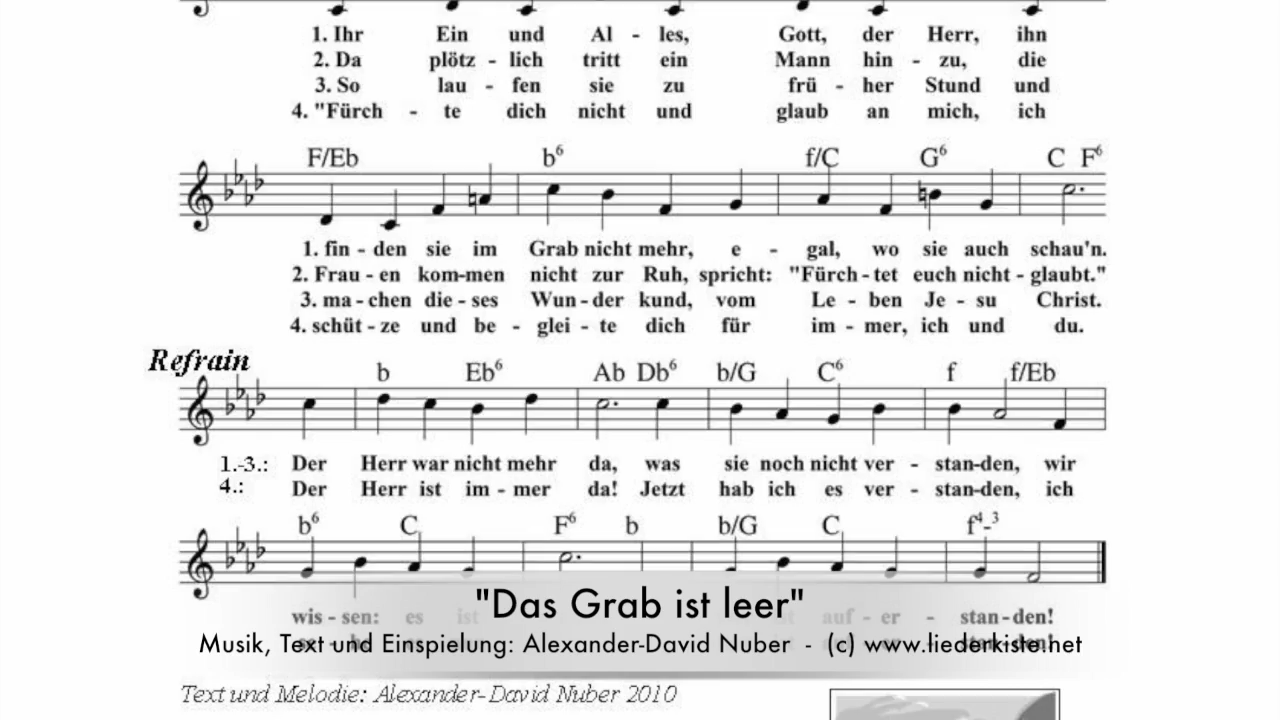 1. Ihr Ein und Al - les, Gott, der Herr, ihn
2. Da plötz - lich tritt ein Mann hin - zu, die
3. So lau - fen sie zu frü - her Stund und
4. "Fürch - te dich nicht und glaub an mich, ich
F/Eb b6 f/C G6 C F6
1. fin - den sie im Grab nicht mehr, e - gal, wo sie auch schau'n.
2. Frau - en kom-men nicht zur Ruh, spricht: "Fürch - tet euch nicht - glaubt."
3. ma - chen die - ses Wun - der kund, vom Le - ben Je - su Christ.
4. schüt - ze und be - glei - te dich für im - mer, ich und du.
Refrain
b Eb6 Ab Db6 b/G C6 f f/Eb
1.-3.: Der Herr war nicht mehr da, was sie noch nicht ver - stan-den, wir
4.: Der Herr ist im - mer da! Jetzt hab ich es ver - stan-den, ich
b6 C F6 b b/G C f4-3
wis - sen: es ist auf - er - stan-den!
"Das Grab ist leer"
Musik, Text und Einspielung: Alexander-David Nuber - (c) www.liederkiste.net
Text und Melodie: Alexander-David Nuber 2010